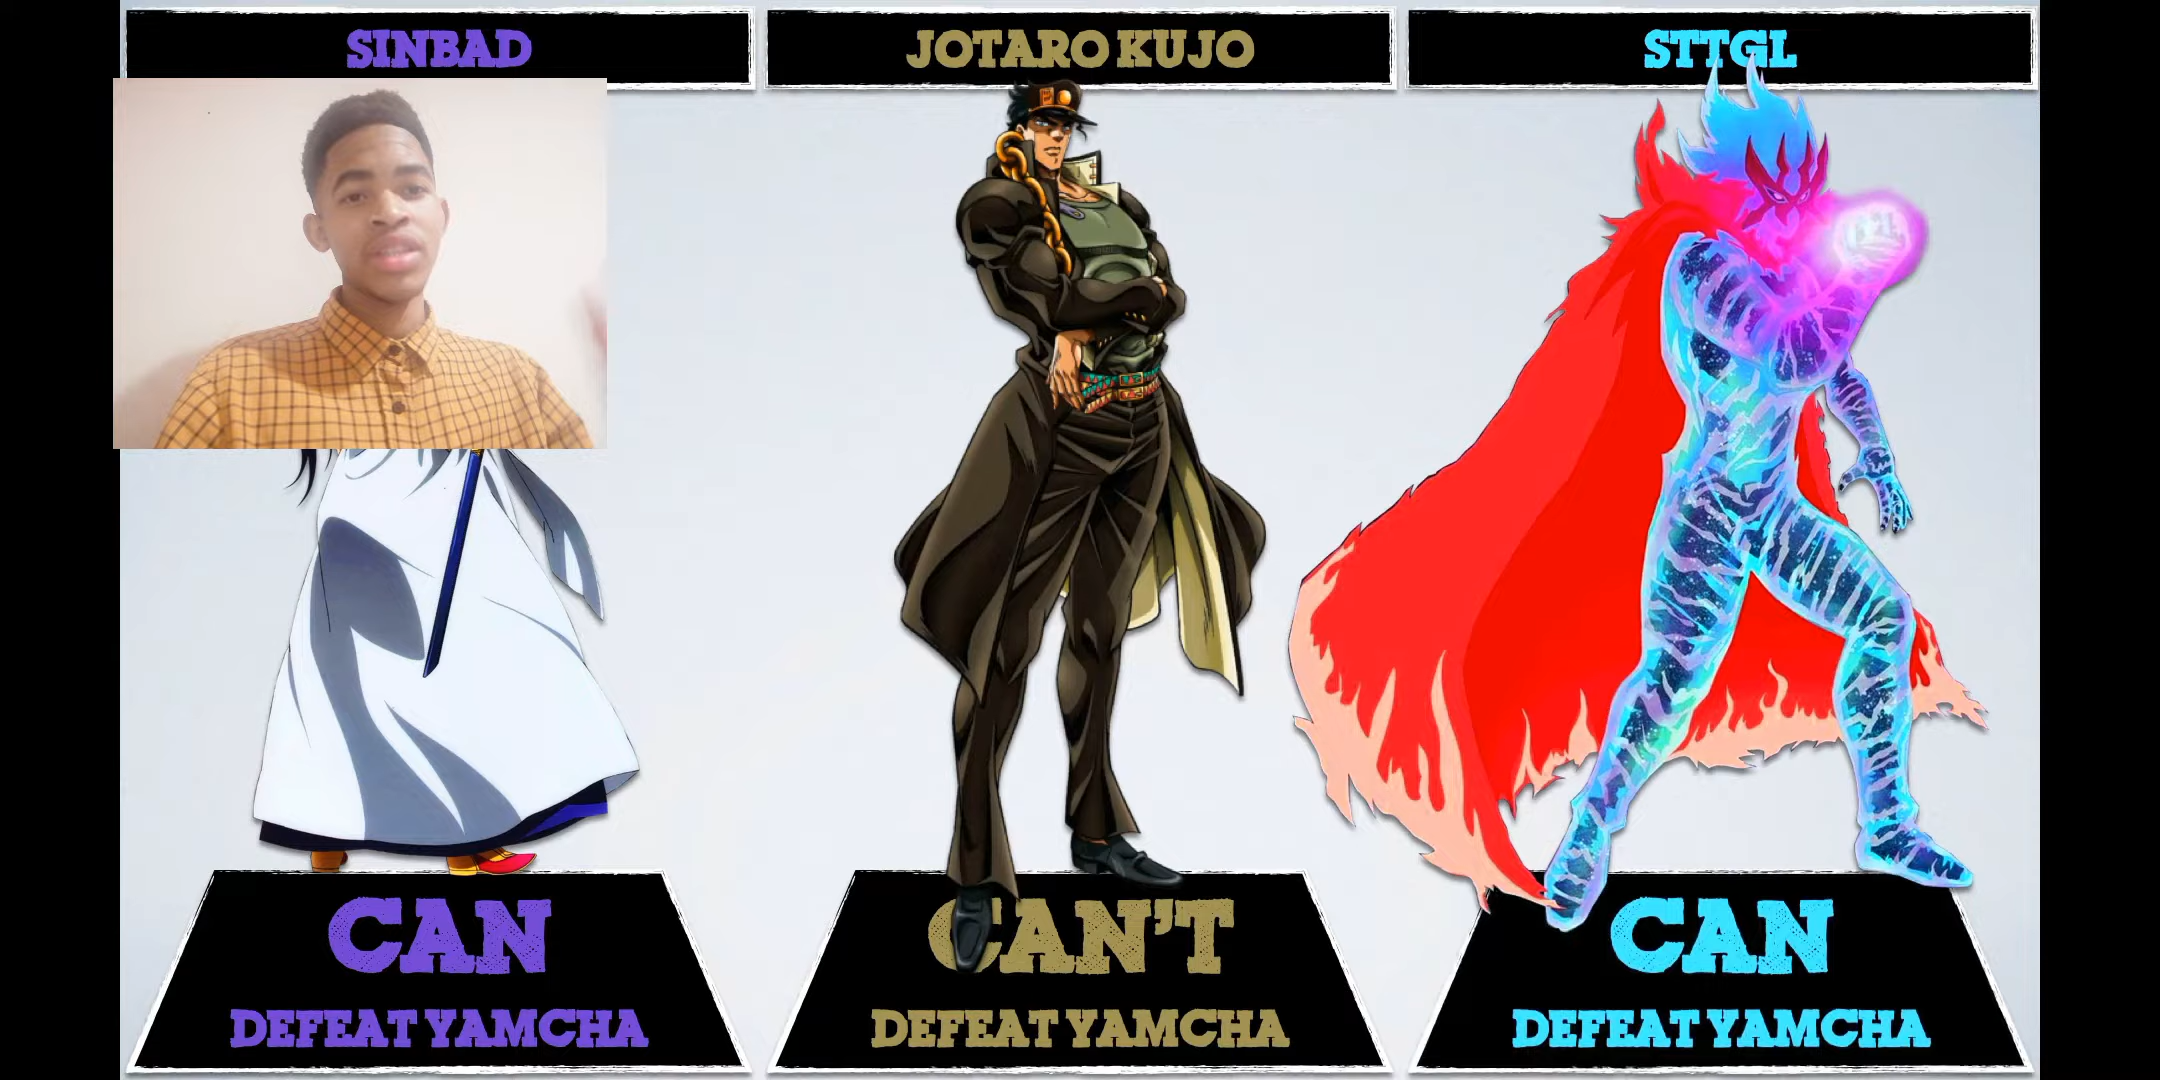 SINBAD
JOTARO KUJO
STTGL
CAN
DEFEAT YAMCHA
CAN'T
DEFEAT YAMCHA
CAN
DEFEAT YAMCHA